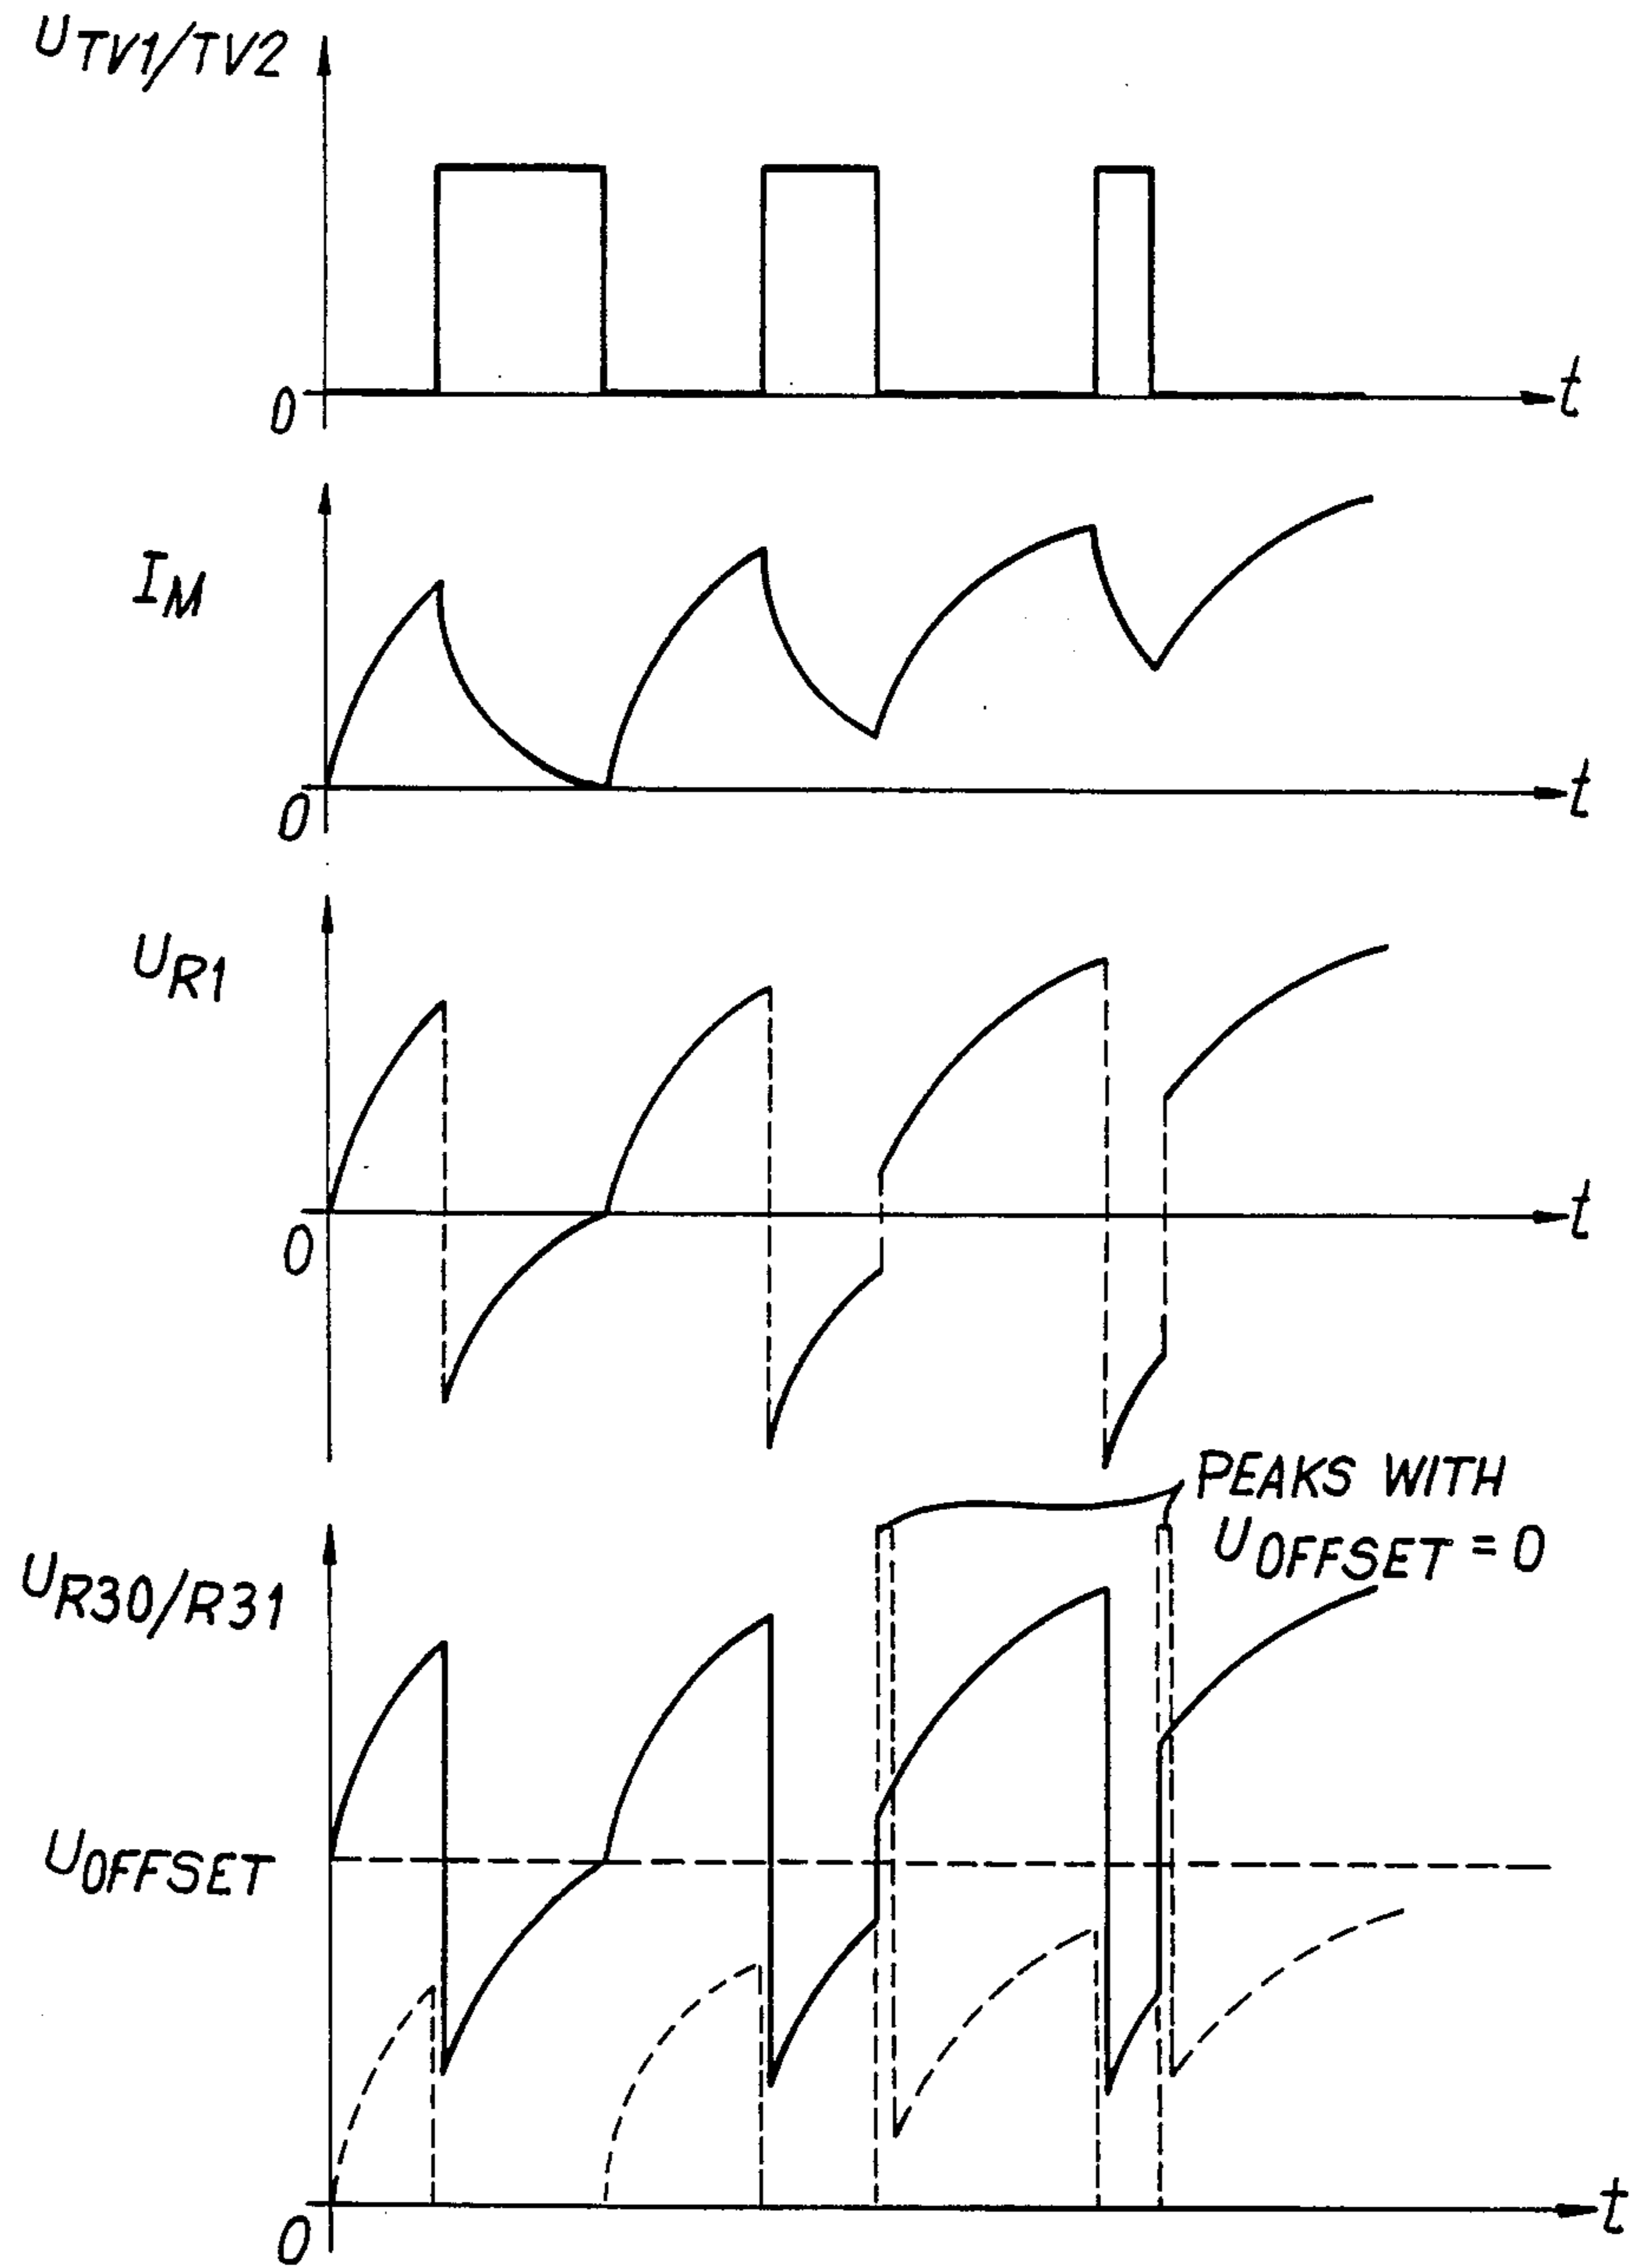 UTV1/TV2
0
t
IM
0
t
UR1
0
t
PEAKS WITH
UOFFSET = 0
UR30/R31
UOFFSET
0
t